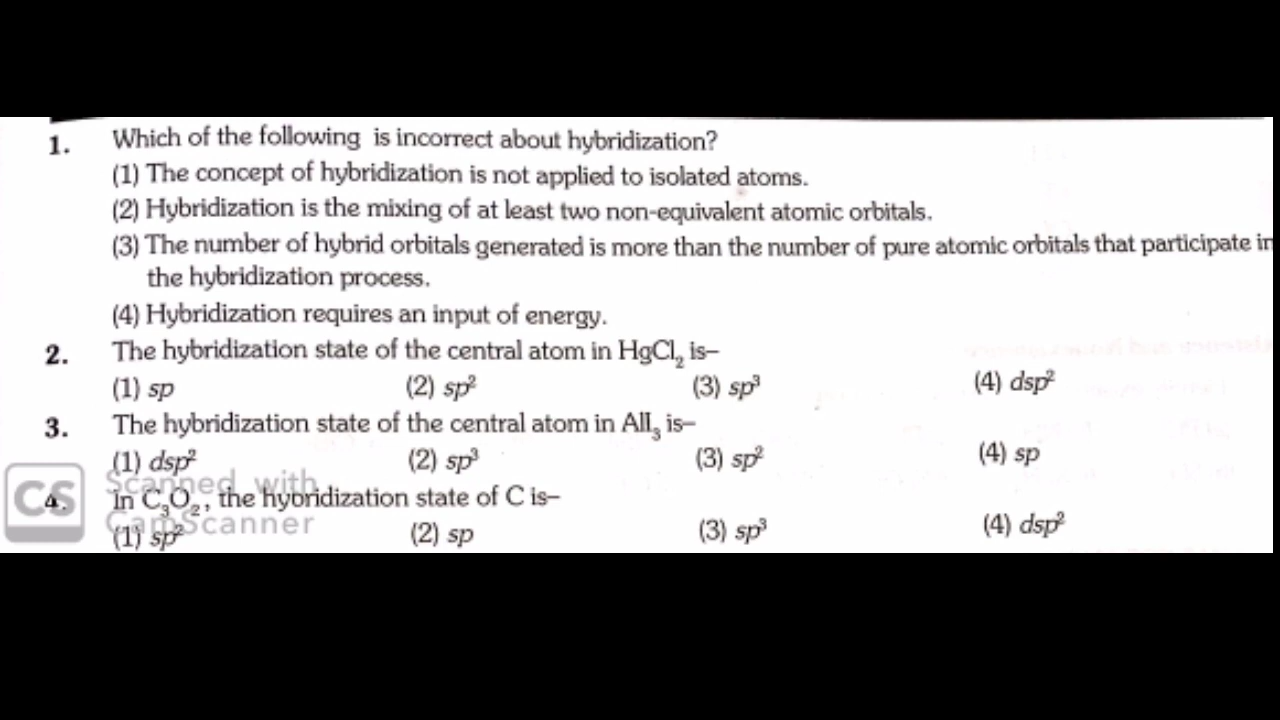 1. Which of the following is incorrect about hybridization?
(1) The concept of hybridization is not applied to isolated atoms.
(2) Hybridization is the mixing of at least two non-equivalent atomic orbitals.
(3) The number of hybrid orbitals generated is more than the number of pure atomic orbitals that participate in
the hybridization process.
(4) Hybridization requires an input of energy.
2. The hybridization state of the central atom in HgCl₂ is–
(1) sp (2) sp² (3) sp³ (4) dsp²
3. The hybridization state of the central atom in AlI₃ is–
(1) dsp² (2) sp³ (3) sp² (4) sp
CS Scanned with
4. In C₃O₂, the hybridization state of C is–
CamScanner
(1) sp² (2) sp (3) sp³ (4) dsp²